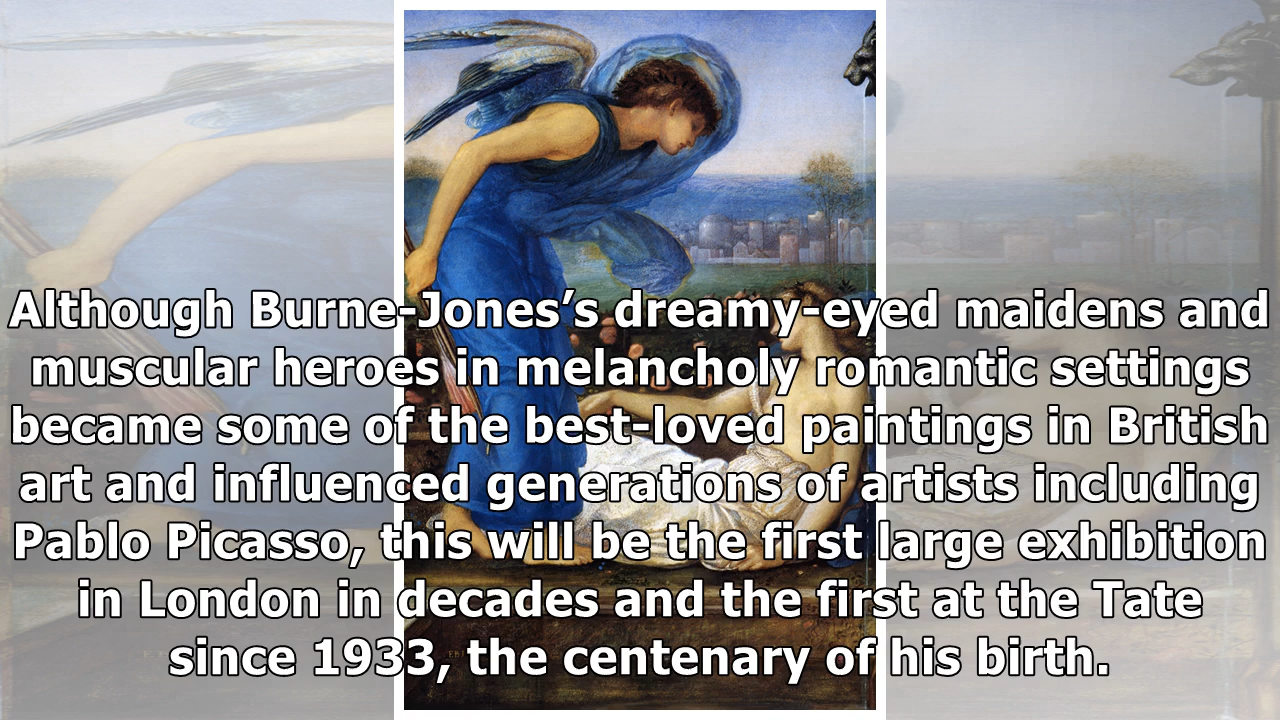 Although Burne-Jones’s dreamy-eyed maidens and
muscular heroes in melancholy romantic settings
became some of the best-loved paintings in British
art and influenced generations of artists including
Pablo Picasso, this will be the first large exhibition
in London in decades and the first at the Tate
since 1933, the centenary of his birth.